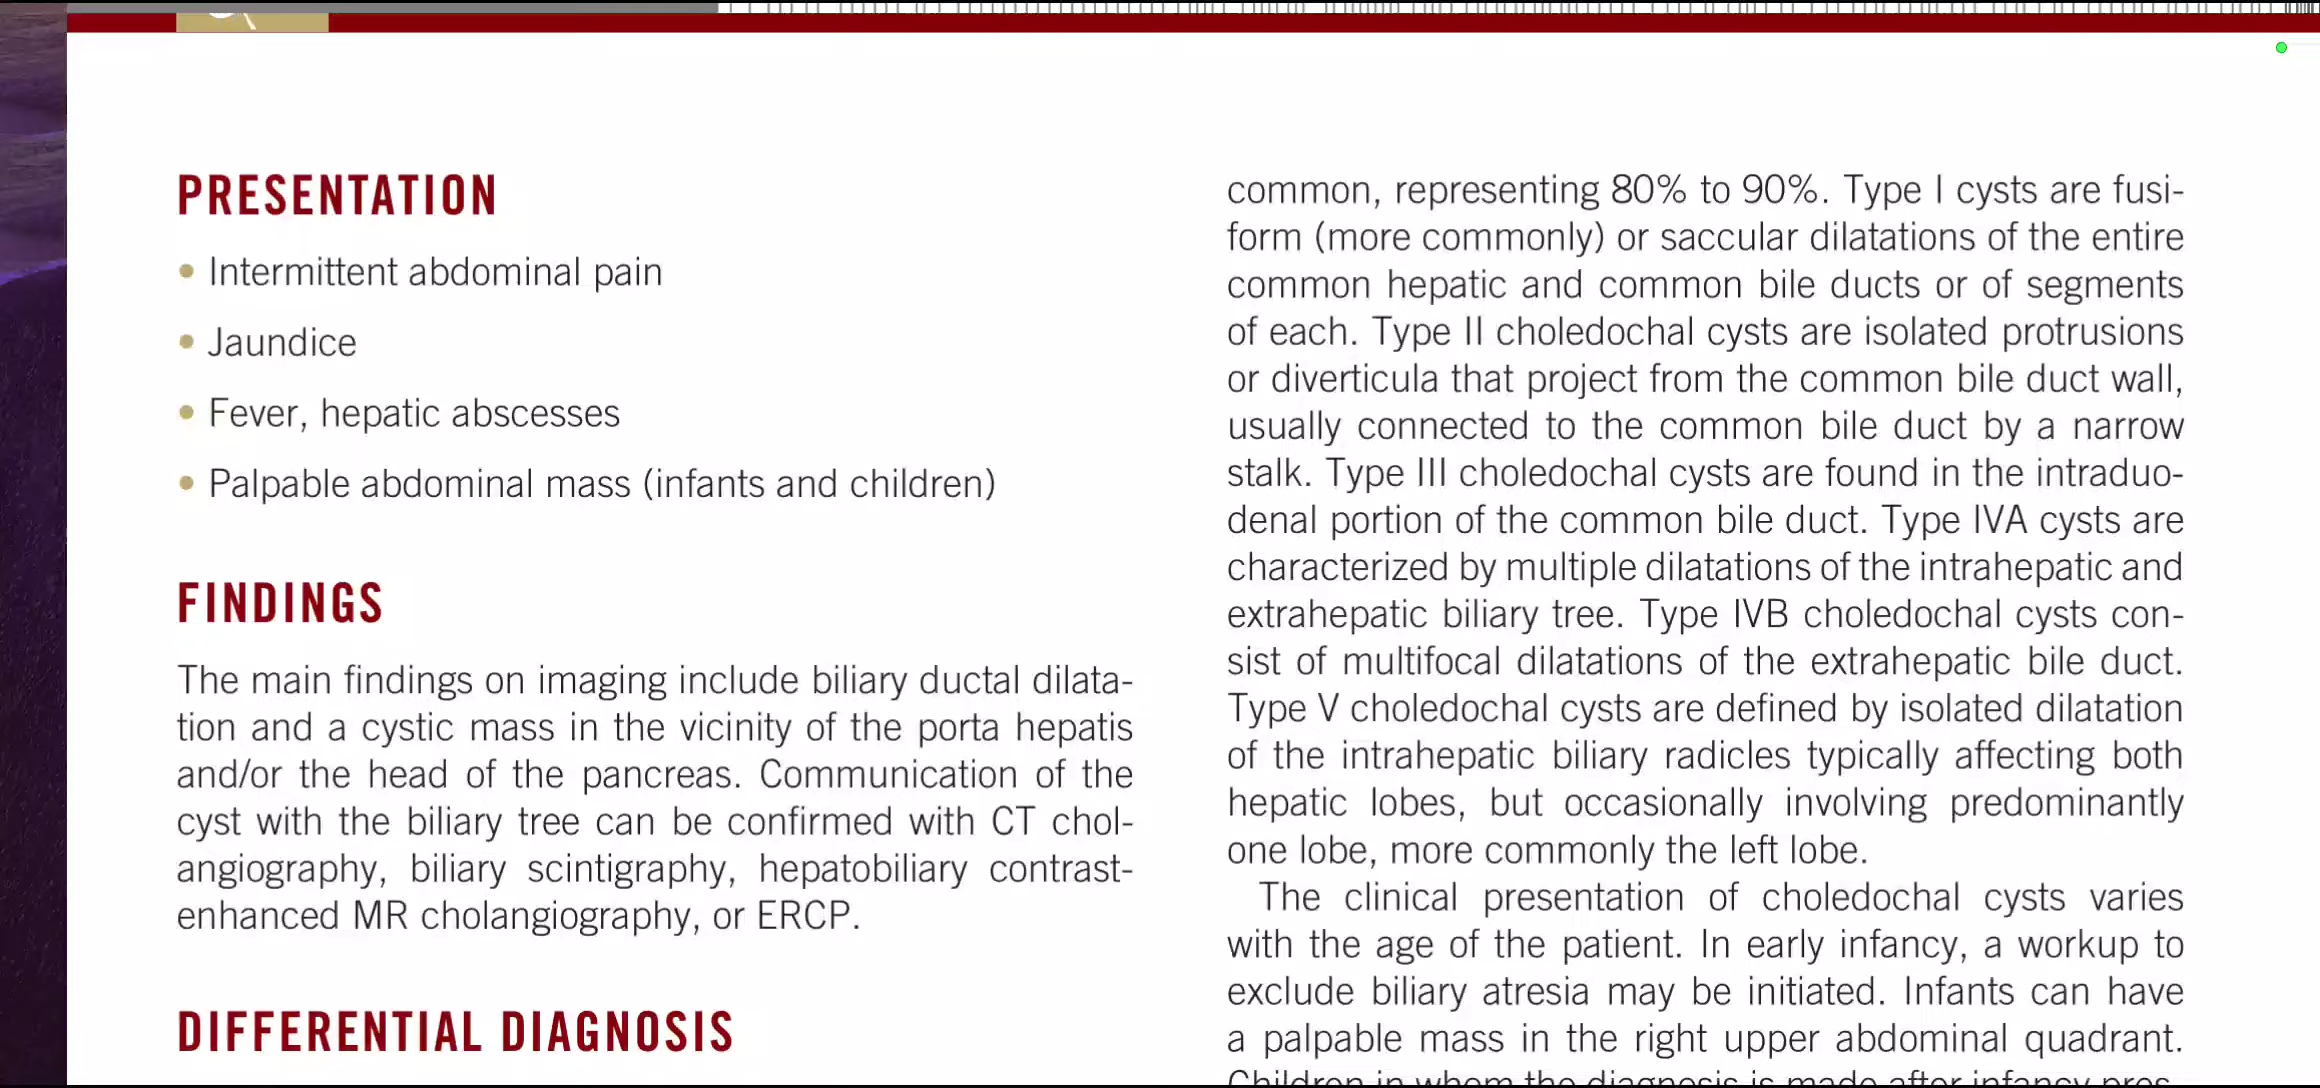 PRESENTATION
• Intermittent abdominal pain
• Jaundice
• Fever, hepatic abscesses
• Palpable abdominal mass (infants and children)
FINDINGS
The main findings on imaging include biliary ductal dilata-
tion and a cystic mass in the vicinity of the porta hepatis
and/or the head of the pancreas. Communication of the
cyst with the biliary tree can be confirmed with CT chol-
angiography, biliary scintigraphy, hepatobiliary contrast-
enhanced MR cholangiography, or ERCP.
DIFFERENTIAL DIAGNOSIS
common, representing 80% to 90%. Type I cysts are fusi-
form (more commonly) or saccular dilatations of the entire
common hepatic and common bile ducts or of segments
of each. Type II choledochal cysts are isolated protrusions
or diverticula that project from the common bile duct wall,
usually connected to the common bile duct by a narrow
stalk. Type III choledochal cysts are found in the intraduo-
denal portion of the common bile duct. Type IVA cysts are
characterized by multiple dilatations of the intrahepatic and
extrahepatic biliary tree. Type IVB choledochal cysts con-
sist of multifocal dilatations of the extrahepatic bile duct.
Type V choledochal cysts are defined by isolated dilatation
of the intrahepatic biliary radicles typically affecting both
hepatic lobes, but occasionally involving predominantly
one lobe, more commonly the left lobe.
The clinical presentation of choledochal cysts varies
with the age of the patient. In early infancy, a workup to
exclude biliary atresia may be initiated. Infants can have
a palpable mass in the right upper abdominal quadrant.
Children in whom the diagnosis is made after infancy pres-